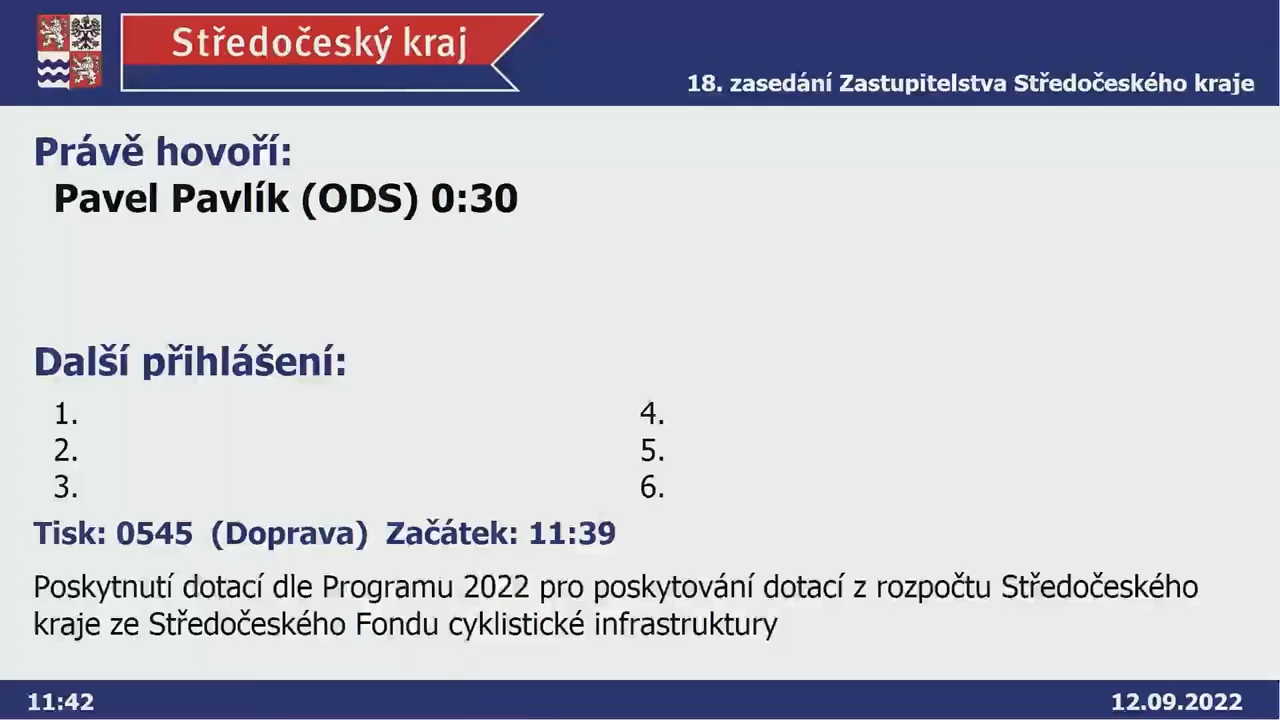 Středočeský kraj
18. zasedání Zastupitelstva Středočeského kraje
Právě hovoří:
Pavel Pavlík (ODS) 0:30
Další přihlášení:
1.
2.
3.
4.
5.
6.
Tisk: 0545 (Doprava) Začátek: 11:39
Poskytnutí dotací dle Programu 2022 pro poskytování dotací z rozpočtu Středočeského
kraje ze Středočeského Fondu cyklistické infrastruktury
11:42
12.09.2022